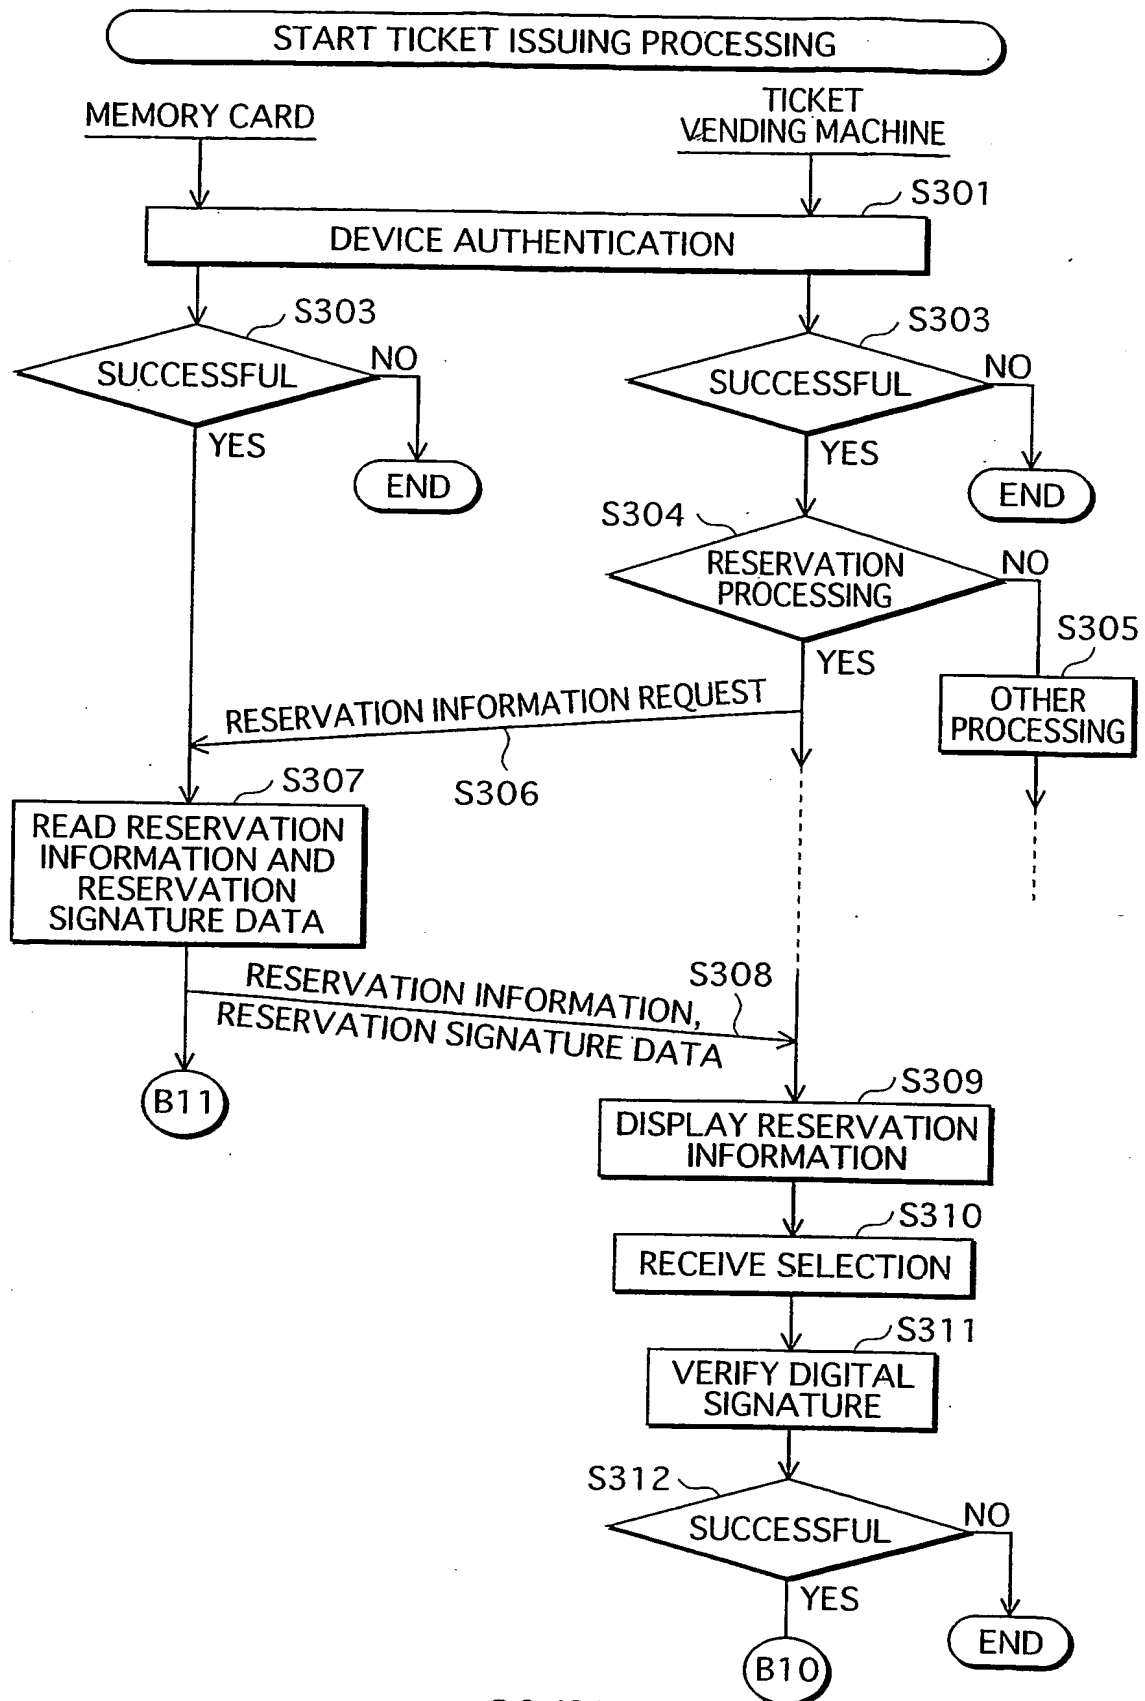 START TICKET ISSUING PROCESSING
MEMORY CARD
TICKET
VENDING MACHINE
S301
DEVICE AUTHENTICATION
S303
SUCCESSFUL
NO
YES
END
S303
SUCCESSFUL
NO
YES
END
S304
RESERVATION
PROCESSING
NO
YES
S305
OTHER
PROCESSING
RESERVATION INFORMATION REQUEST
S306
S307
READ RESERVATION
INFORMATION AND
RESERVATION
SIGNATURE DATA
S308
RESERVATION INFORMATION,
RESERVATION SIGNATURE DATA
B11
S309
DISPLAY RESERVATION
INFORMATION
S310
RECEIVE SELECTION
S311
VERIFY DIGITAL
SIGNATURE
S312
SUCCESSFUL
NO
YES
END
B10